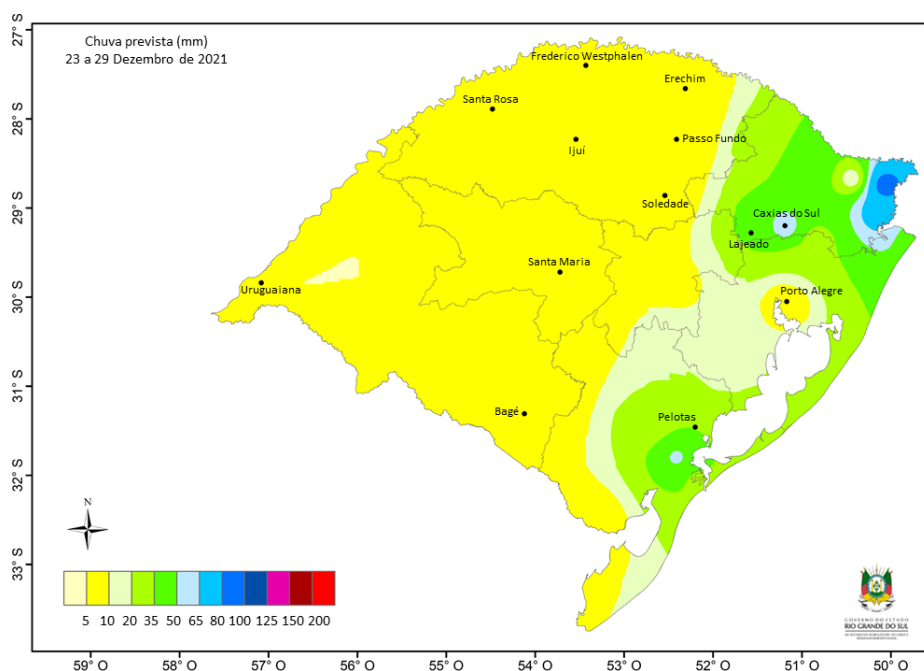 Chuva prevista (mm)
23 a 29 Dezembro de 2021
27° S
28° S
29° S
30° S
31° S
32° S
33° S
Frederico Westphalen
Erechim
Santa Rosa
Ijuí
Passo Fundo
Soledade
Caxias do Sul
Lajeado
Santa Maria
Uruguaiana
Porto Alegre
Bagé
Pelotas
N
5 10 20 35 50 65 80 100 125 150 200
GOVERNO DO ESTADO
RIO GRANDE DO SUL
59° O 58° O 57° O 56° O 55° O 54° O 53° O 52° O 51° O 50° O